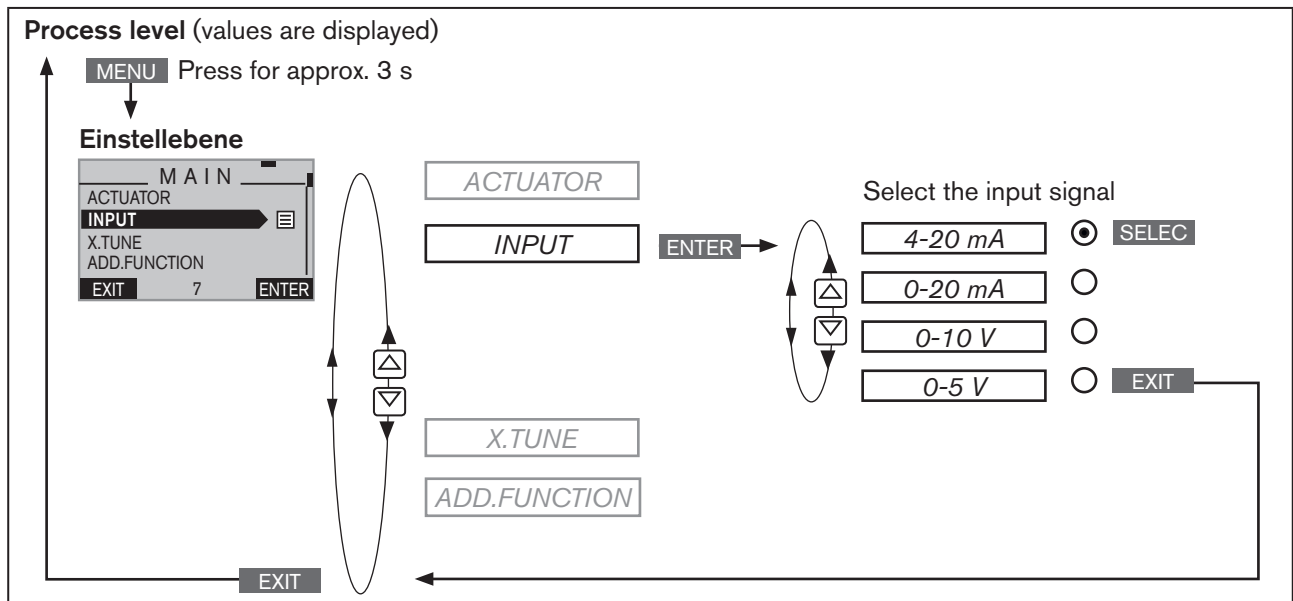 Process level (values are displayed)
MENU Press for approx. 3 s
Einstellebene
MAIN
ACTUATOR
INPUT
X.TUNE
ADD.FUNCTION
EXIT 7 ENTER
ACTUATOR
INPUT
ENTER
X.TUNE
ADD.FUNCTION
Select the input signal
4-20 mA SELEC
0-20 mA
0-10 V
0-5 V EXIT
EXIT